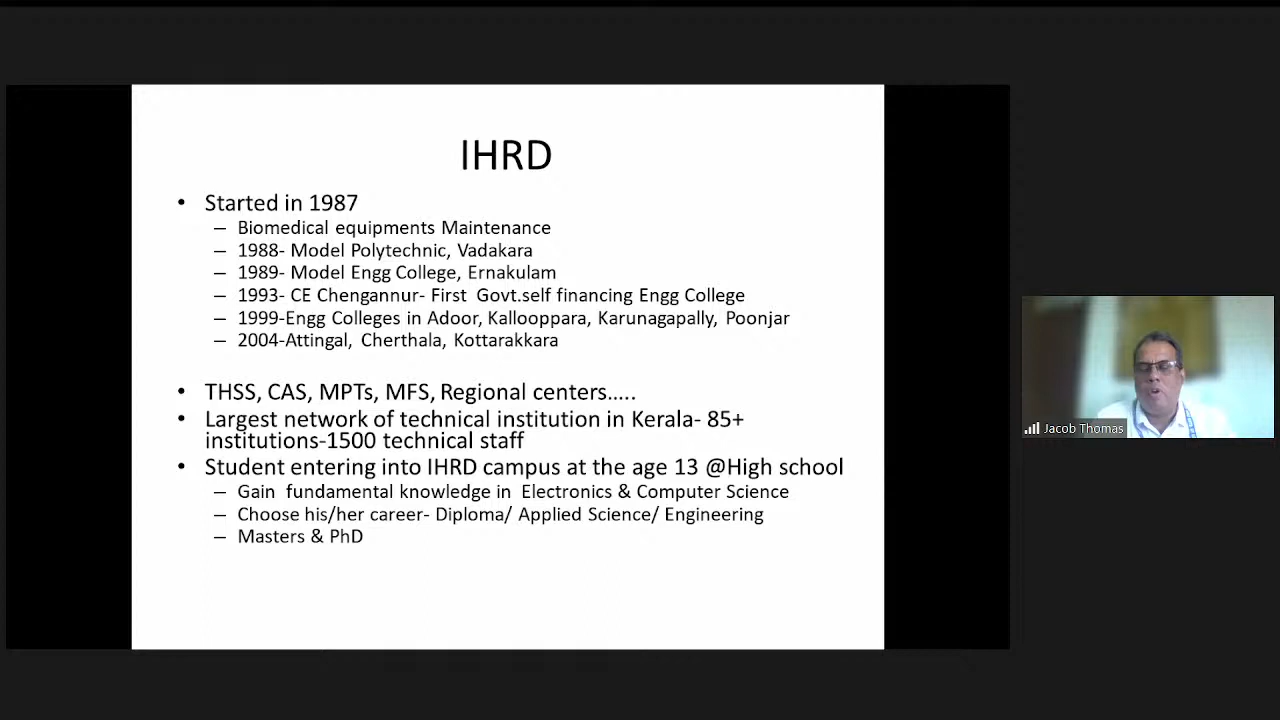 IHRD
• Started in 1987
– Biomedical equipments Maintenance
– 1988- Model Polytechnic, Vadakara
– 1989- Model Engg College, Ernakulam
– 1993- CE Chengannur- First Govt.self financing Engg College
– 1999-Engg Colleges in Adoor, Kallooppara, Karunagapally, Poonjar
– 2004-Attingal, Cherthala, Kottarakkara
• THSS, CAS, MPTs, MFS, Regional centers…..
• Largest network of technical institution in Kerala- 85+
institutions-1500 technical staff
• Student entering into IHRD campus at the age 13 @High school
– Gain fundamental knowledge in Electronics & Computer Science
– Choose his/her career- Diploma/ Applied Science/ Engineering
– Masters & PhD
Jacob Thomas